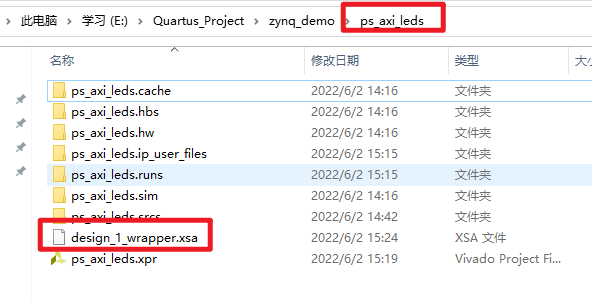 此电脑 > 学习 (E:) > Quartus_Project > zynq_demo > ps_axi_leds
名称 修改日期 类型 大小
ps_axi_leds.cache 2022/6/2 14:16 文件夹
ps_axi_leds.hbs 2022/6/2 14:16 文件夹
ps_axi_leds.hw 2022/6/2 14:16 文件夹
ps_axi_leds.ip_user_files 2022/6/2 15:15 文件夹
ps_axi_leds.runs 2022/6/2 15:15 文件夹
ps_axi_leds.sim 2022/6/2 14:16 文件夹
ps_axi_leds.srcs 2022/6/2 14:42 文件夹
design_1_wrapper.xsa 2022/6/2 15:24 XSA 文件
ps_axi_leds.xpr 2022/6/2 15:19 Vivado Project Fi...